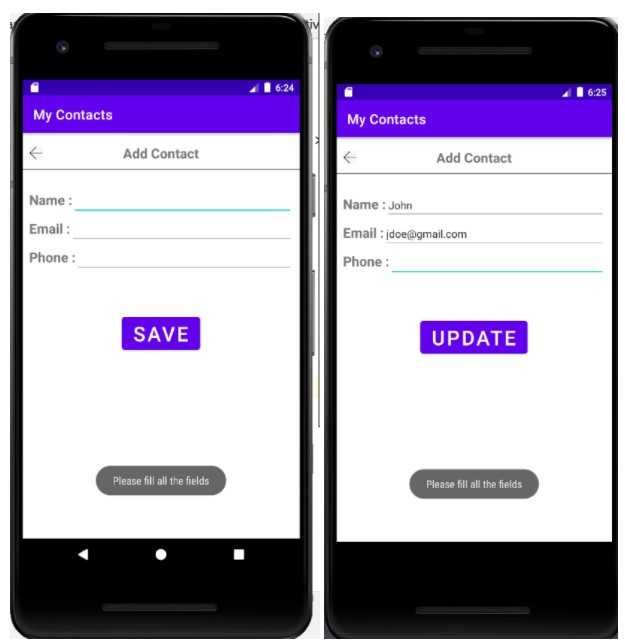 6:24
My Contacts
Add Contact
Name :
Email :
Phone :
SAVE
Please fill all the fields
6:25
My Contacts
Add Contact
Name : John
Email : jdoe@gmail.com
Phone :
UPDATE
Please fill all the fields